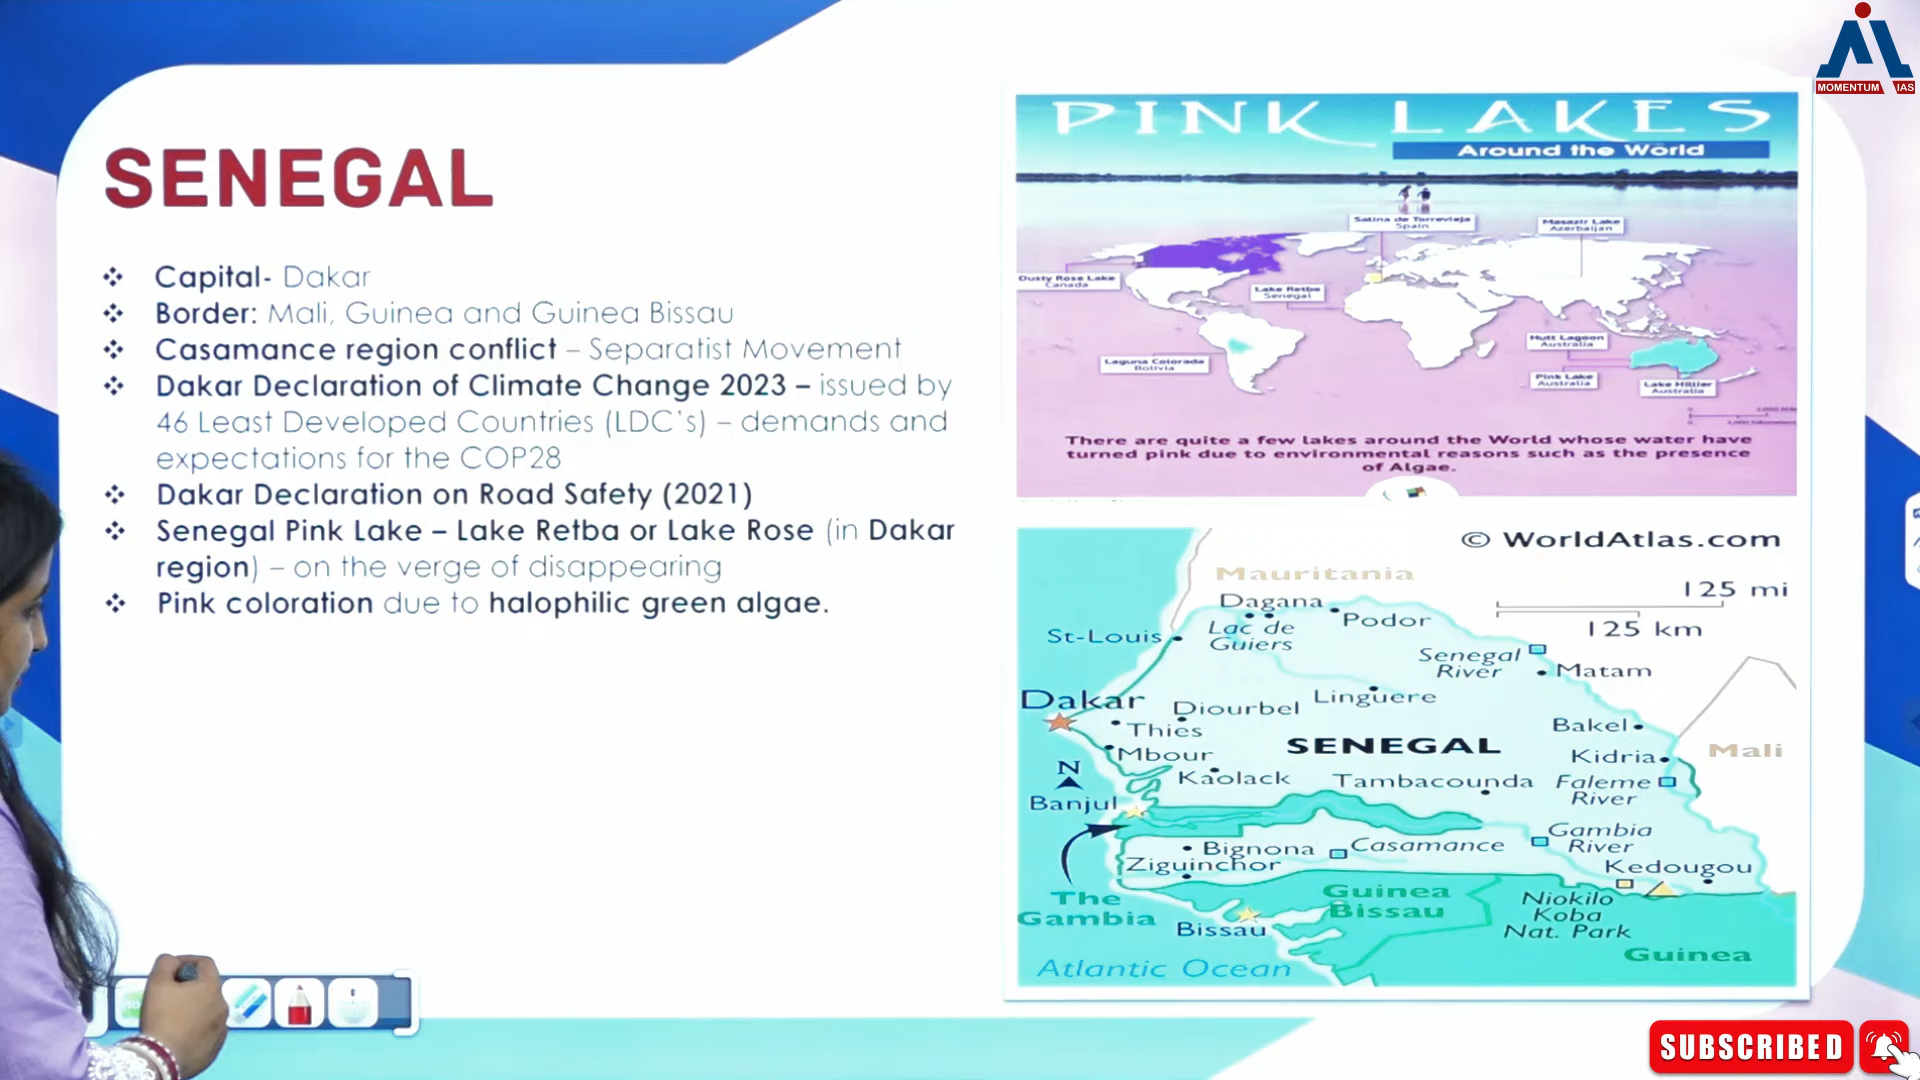 MOMENTUM IAS
SENEGAL
Capital- Dakar
Border: Mali, Guinea and Guinea Bissau
Casamance region conflict – Separatist Movement
Dakar Declaration of Climate Change 2023 – issued by
46 Least Developed Countries (LDC's) – demands and
expectations for the COP28
Dakar Declaration on Road Safety (2021)
Senegal Pink Lake – Lake Retba or Lake Rose (in Dakar
region) – on the verge of disappearing
Pink coloration due to halophilic green algae.
PINK LAKES
Around the World
Salina de Torrevieja
Spain
Masazir Lake
Azerbaijan
Dusty Rose Lake
Canada
Lake Retba
Senegal
Hutt Lagoon
Australia
Laguna Colorada
Bolivia
Pink Lake
Australia
Lake Hillier
Australia
There are quite a few lakes around the World whose water have
turned pink due to environmental reasons such as the presence
of Algae.
© WorldAtlas.com
Mauritania
125 mi
125 km
Dagana
Podor
Lac de
Guiers
St-Louis
Senegal
River
Matam
Dakar
Linguere
Diourbel
Thies
Bakel
SENEGAL
Mali
Mbour
Kidria
N
Kaolack
Tambacounda
Faleme
River
Banjul
Gambia
River
Bignona
Casamance
Ziguinchor
Kedougou
The
Gambia
Guinea
Bissau
Niokilo
Koba
Nat. Park
Bissau
Guinea
Atlantic Ocean
SUBSCRIBED